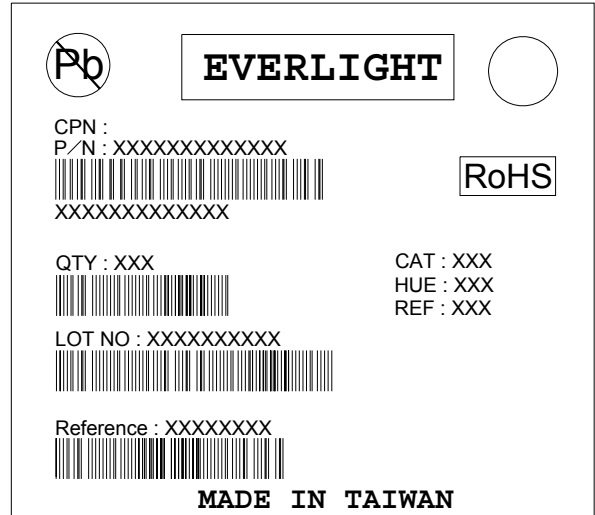 Pb
EVERLIGHT
CPN :
P/N : XXXXXXXXXXXXX
RoHS
XXXXXXXXXXXXX
QTY : XXX
CAT : XXX
HUE : XXX
REF : XXX
LOT NO : XXXXXXXXXX
Reference : XXXXXXXX
MADE IN TAIWAN